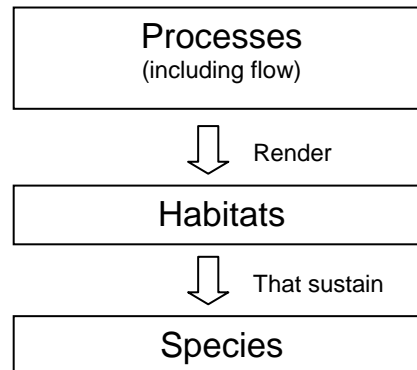 Processes
(including flow)
Render
Habitats
That sustain
Species